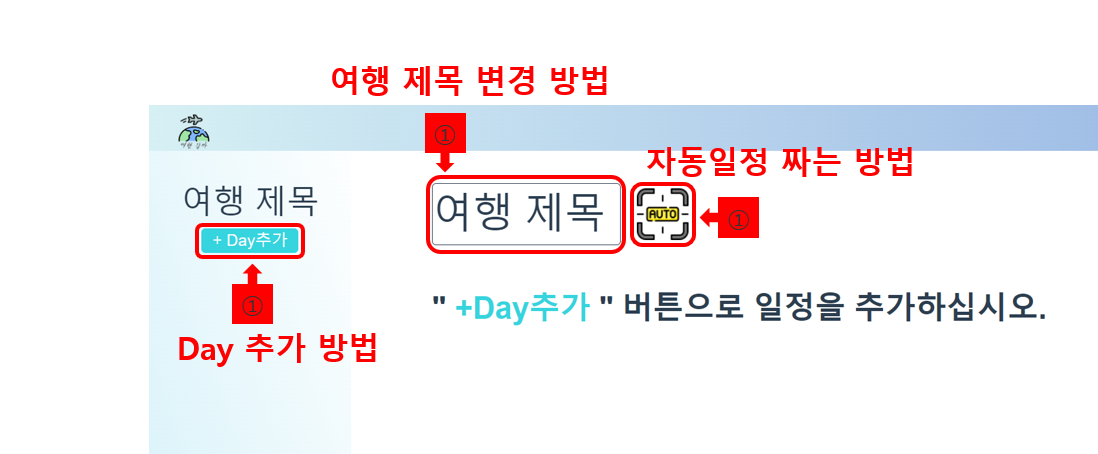 여행 제목 변경 방법
①
자동일정 짜는 방법
여행 제목
여행 제목
AUTO
①
+ Day추가
①
" +Day추가 " 버튼으로 일정을 추가하십시오.
Day 추가 방법